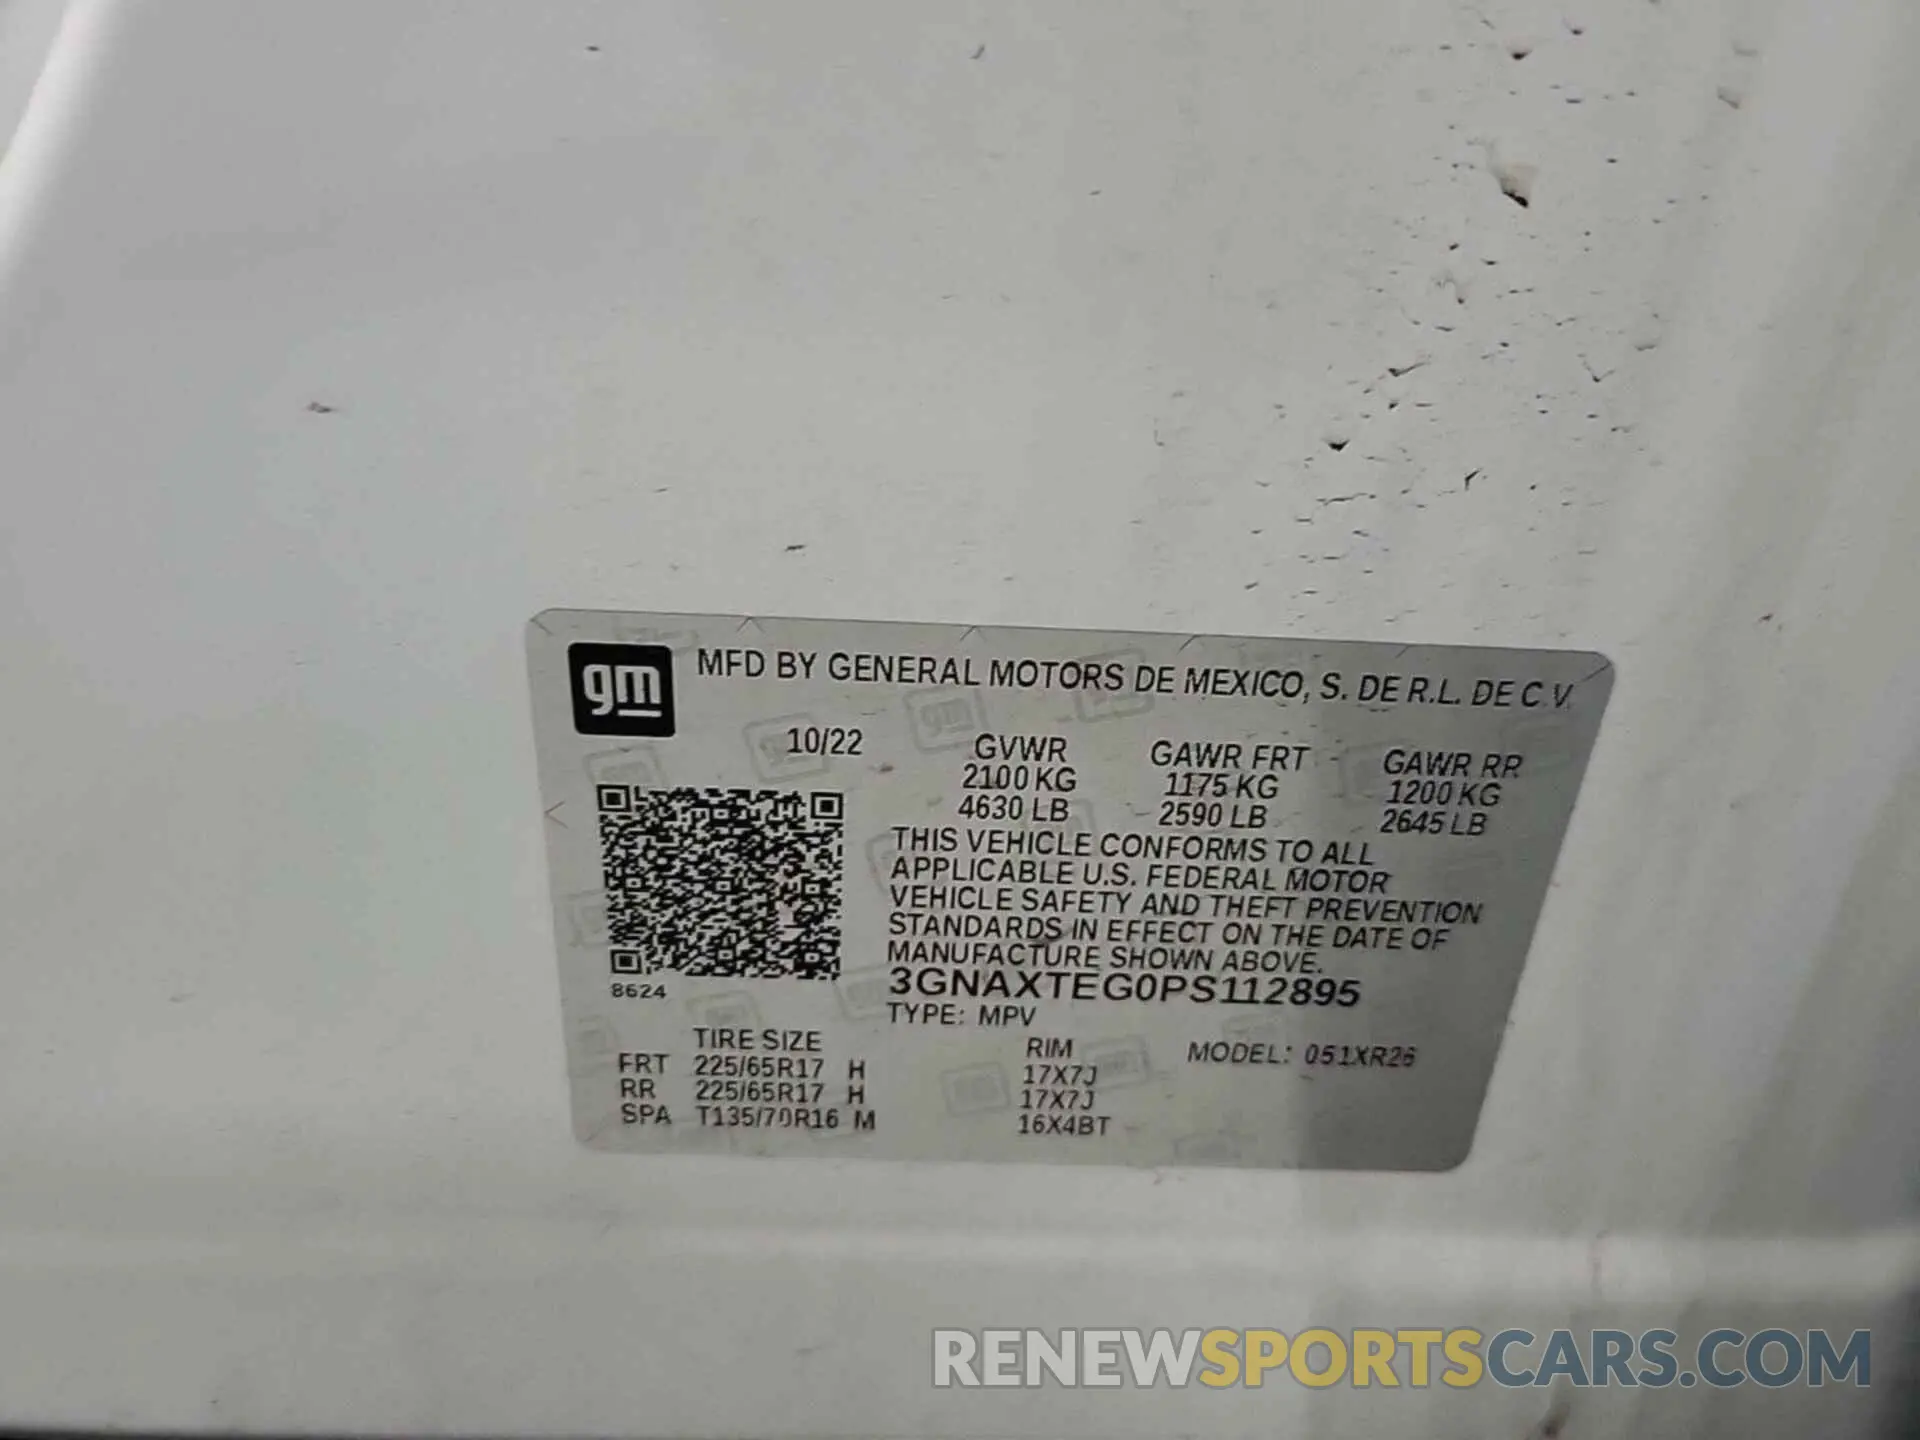 gm
MFD BY GENERAL MOTORS DE MEXICO, S. DE R.L. DE C.V.
10/22 GVWR GAWR FRT GAWR RR
2100 KG 1175 KG 1200 KG
4630 LB 2590 LB 2645 LB
THIS VEHICLE CONFORMS TO ALL
APPLICABLE U.S. FEDERAL MOTOR
VEHICLE SAFETY AND THEFT PREVENTION
STANDARDS IN EFFECT ON THE DATE OF
MANUFACTURE SHOWN ABOVE.
3GNAXTEG0PS112895
8624
TYPE: MPV
TIRE SIZE RIM MODEL: 051XR26
FRT 225/65R17 H 17X7J
RR 225/65R17 H 17X7J
SPA T135/70R16 M 16X4BT
RENEWSPORTSCARS.COM